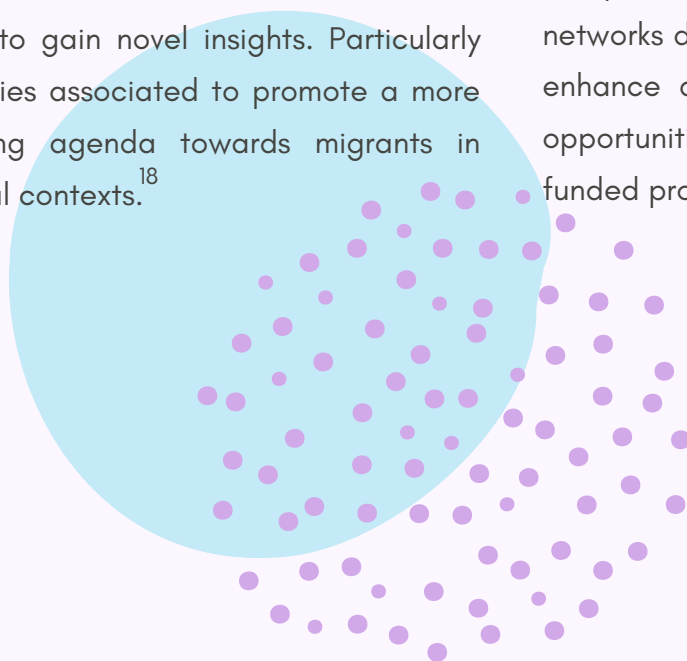 to gain novel insights. Particularly
ies associated to promote a more
ng agenda towards migrants in
l contexts.18
networks d
enhance
opportuniti
funded pro